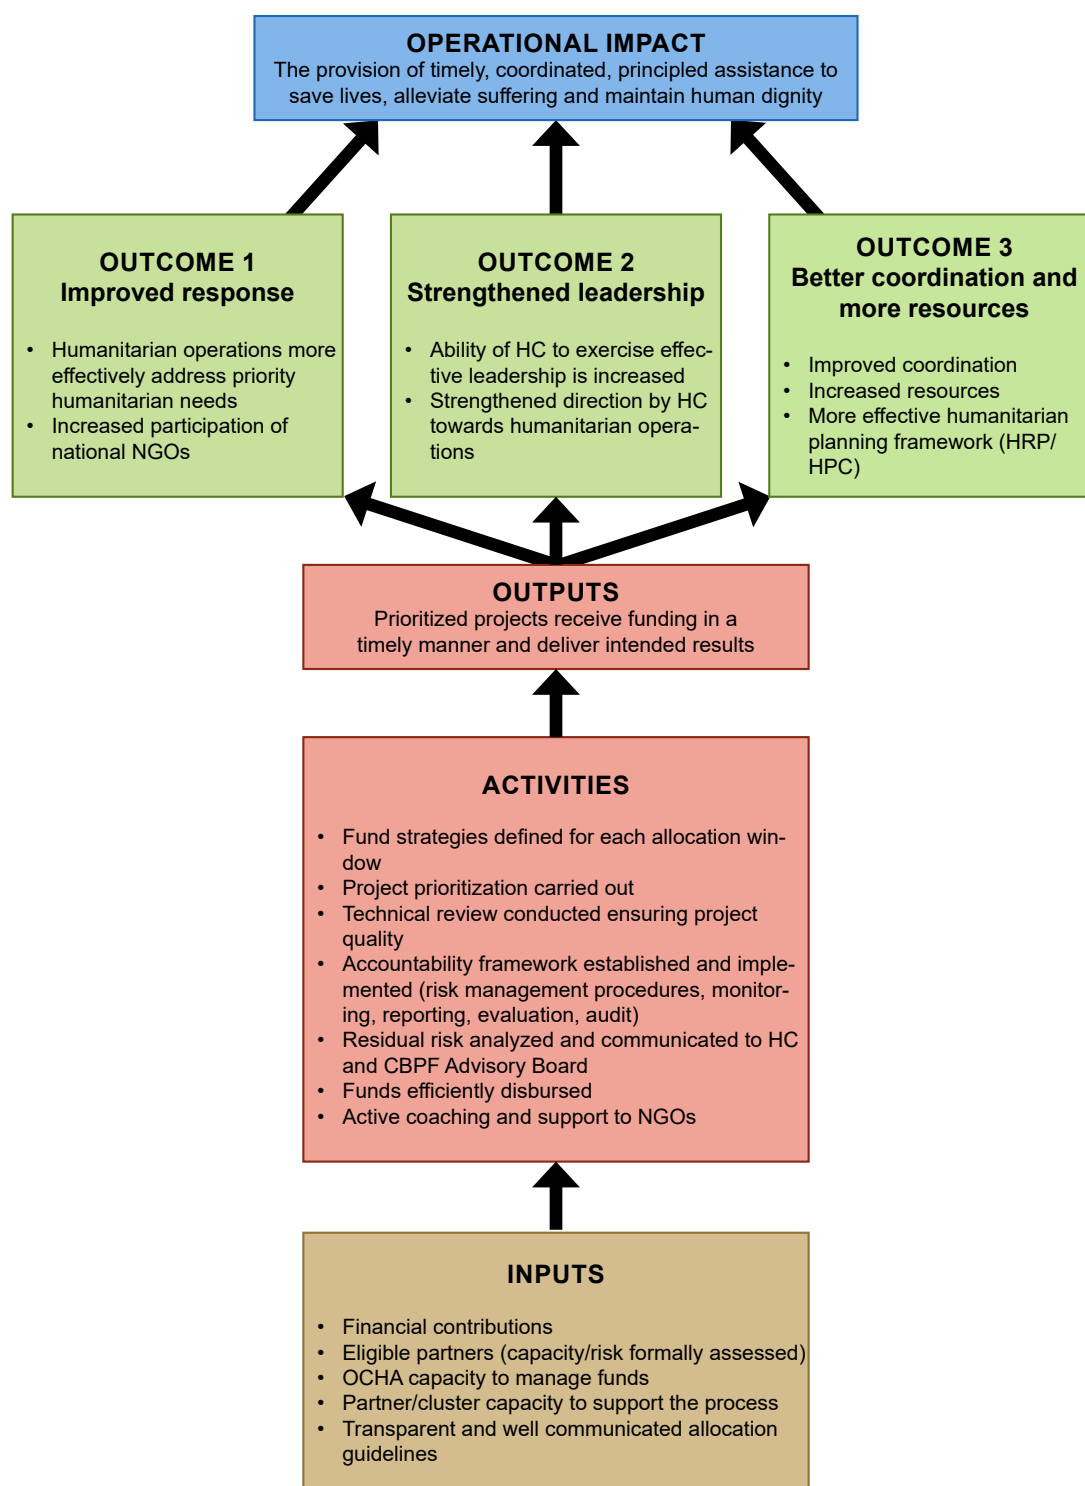 OPERATIONAL IMPACT
The provision of timely, coordinated, principled assistance to
save lives, alleviate suffering and maintain human dignity
OUTCOME 1
Improved response
• Humanitarian operations more
effectively address priority
humanitarian needs
• Increased participation of
national NGOs
OUTCOME 2
Strengthened leadership
• Ability of HC to exercise effec-
tive leadership is increased
• Strengthened direction by HC
towards humanitarian opera-
tions
OUTCOME 3
Better coordination and
more resources
• Improved coordination
• Increased resources
• More effective humanitarian
planning framework (HRP/
HPC)
OUTPUTS
Prioritized projects receive funding in a
timely manner and deliver intended results
ACTIVITIES
• Fund strategies defined for each allocation win-
dow
• Project prioritization carried out
• Technical review conducted ensuring project
quality
• Accountability framework established and imple-
mented (risk management procedures, monitor-
ing, reporting, evaluation, audit)
• Residual risk analyzed and communicated to HC
and CBPF Advisory Board
• Funds efficiently disbursed
• Active coaching and support to NGOs
INPUTS
• Financial contributions
• Eligible partners (capacity/risk formally assessed)
• OCHA capacity to manage funds
• Partner/cluster capacity to support the process
• Transparent and well communicated allocation
guidelines